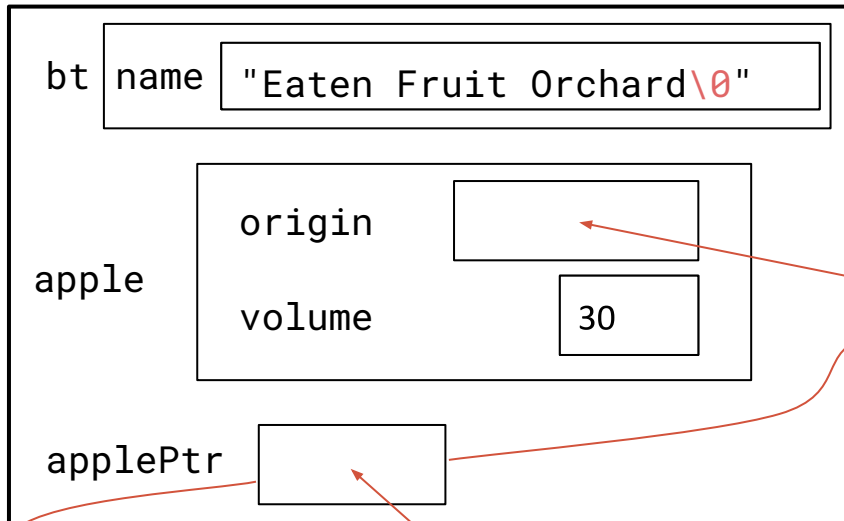 bt name "Eaten Fruit Orchard\0"
origin
apple
volume 30
applePtr